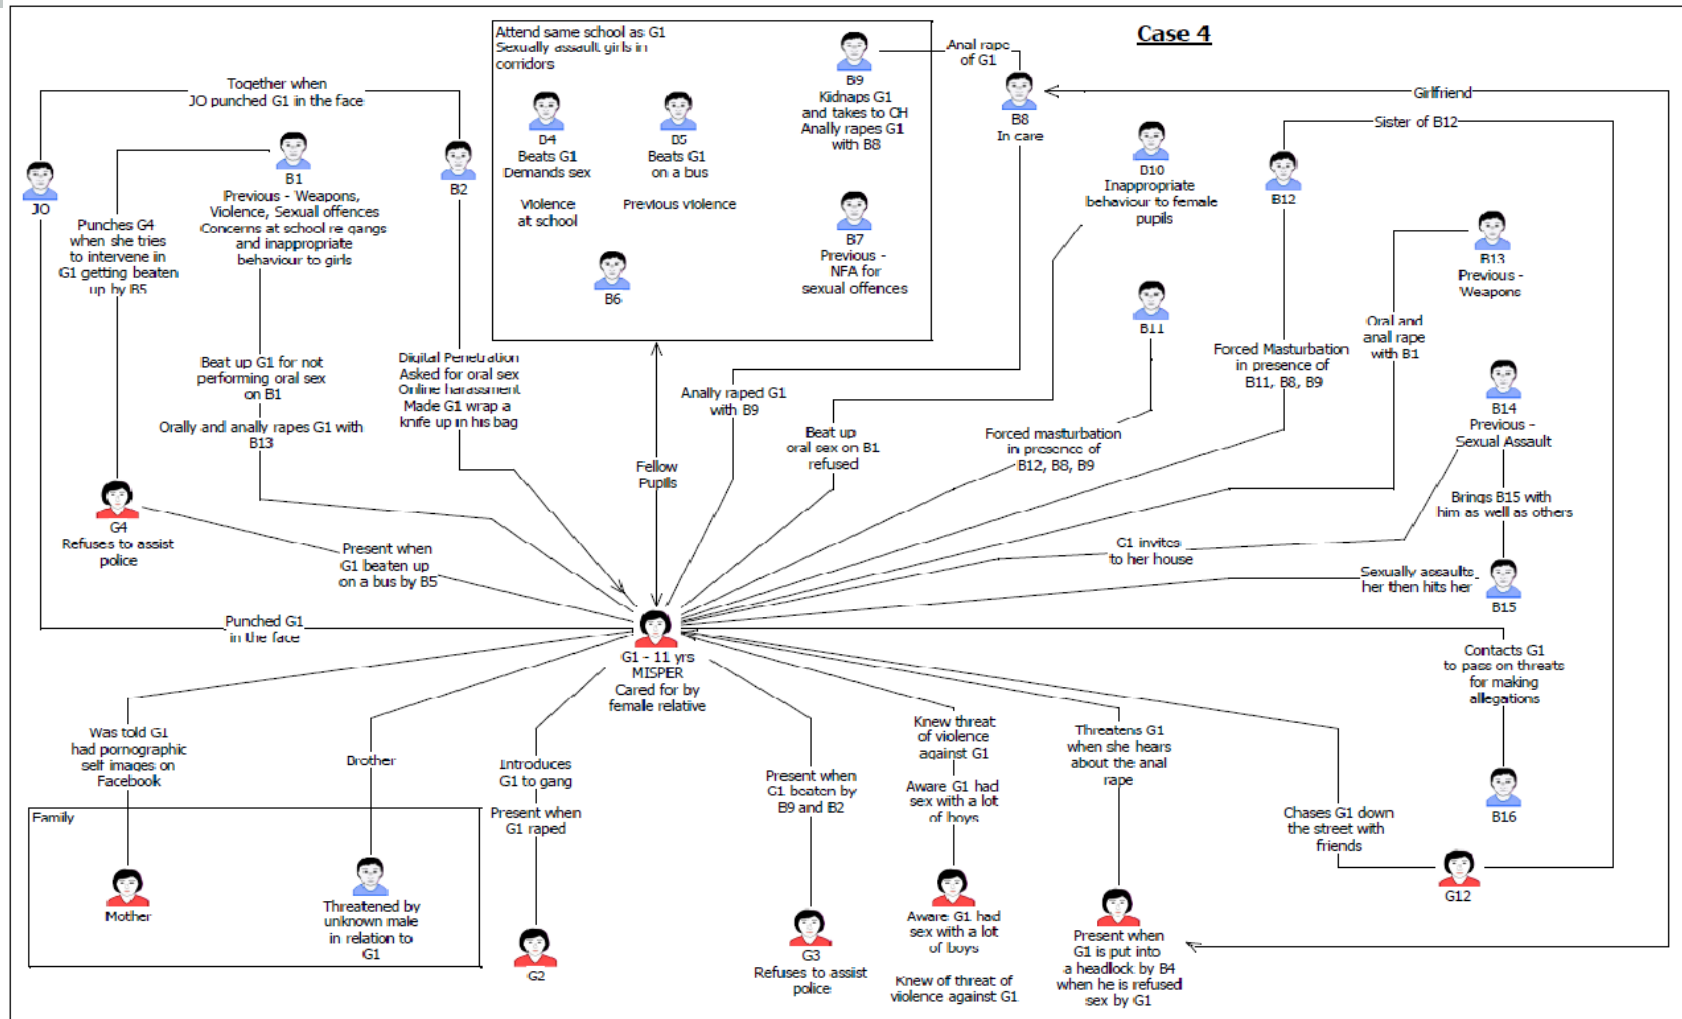 Case 4
Attend same school as G1
Sexually assault girls in
corridors
B9
Kidnaps G1
and takes to OH
Anally rapes G1
with B8
Anal rape
of G1
B8
In care
Girlfriend
Sister of B12
Together when
JO punched G1 in the face
B4
Beats G1
Demands sex
Violence
at school
B5
Beats G1
on a bus
Previous violence
B10
Inappropriate
behaviour to female
pupils
B12
JO
B1
Previous - Weapons,
Violence, Sexual offences
Concerns at school re gangs
and inappropriate
behaviour to girls
B2
Punches G4
when she tries
to intervene in
G1 getting beaten
up by B5
B7
Previous -
NFA for
sexual offences
B6
B13
Previous -
Weapons
B11
Oral and
anal rape
with B1
Beat up G1 for not
performing oral sex
on B1
Orally and anally rapes G1 with
B13
Digital Penetration
Asked for oral sex
Online harassment
Made G1 wrap a
knife up in his bag
Forced Masturbation
in presence of
B11, B8, B9
Anally raped G1
with B9
B14
Previous -
Sexual Assault
Beat up
oral sex on B1
refused
Forced masturbation
in presence of
B12, B8, B9
Fellow
Pupils
Brings B15 with
him as well as others
G4
Refuses to assist
police
Present when
G1 beaten up
on a bus by B5
G1 invites
to her house
Sexually assaults
her then hits her
B15
Punched G1
in the face
G1 - 11 yrs
MISPER
Cared for by
female relative
Contacts G1
to pass on threats
for making
allegations
Was told G1
had pornographic
self images on
Facebook
Brother
Introduces
G1 to gang
Present when
G1 raped
Present when
G1 beaten by
B9 and B2
Knew threat
of violence
against G1
Aware G1 had
sex with a lot
of boys
Threatens G1
when she hears
about the anal
rape
B16
Chases G1 down
the street with
friends
Family
Mother
Threatened by
unknown male
in relation to
G1
G2
G3
Refuses to assist
police
Aware G1 had
sex with a lot
of boys
Knew of threat of
violence against G1
Present when
G1 is put into
a headlock by B4
when he is refused
sex by G1
G12